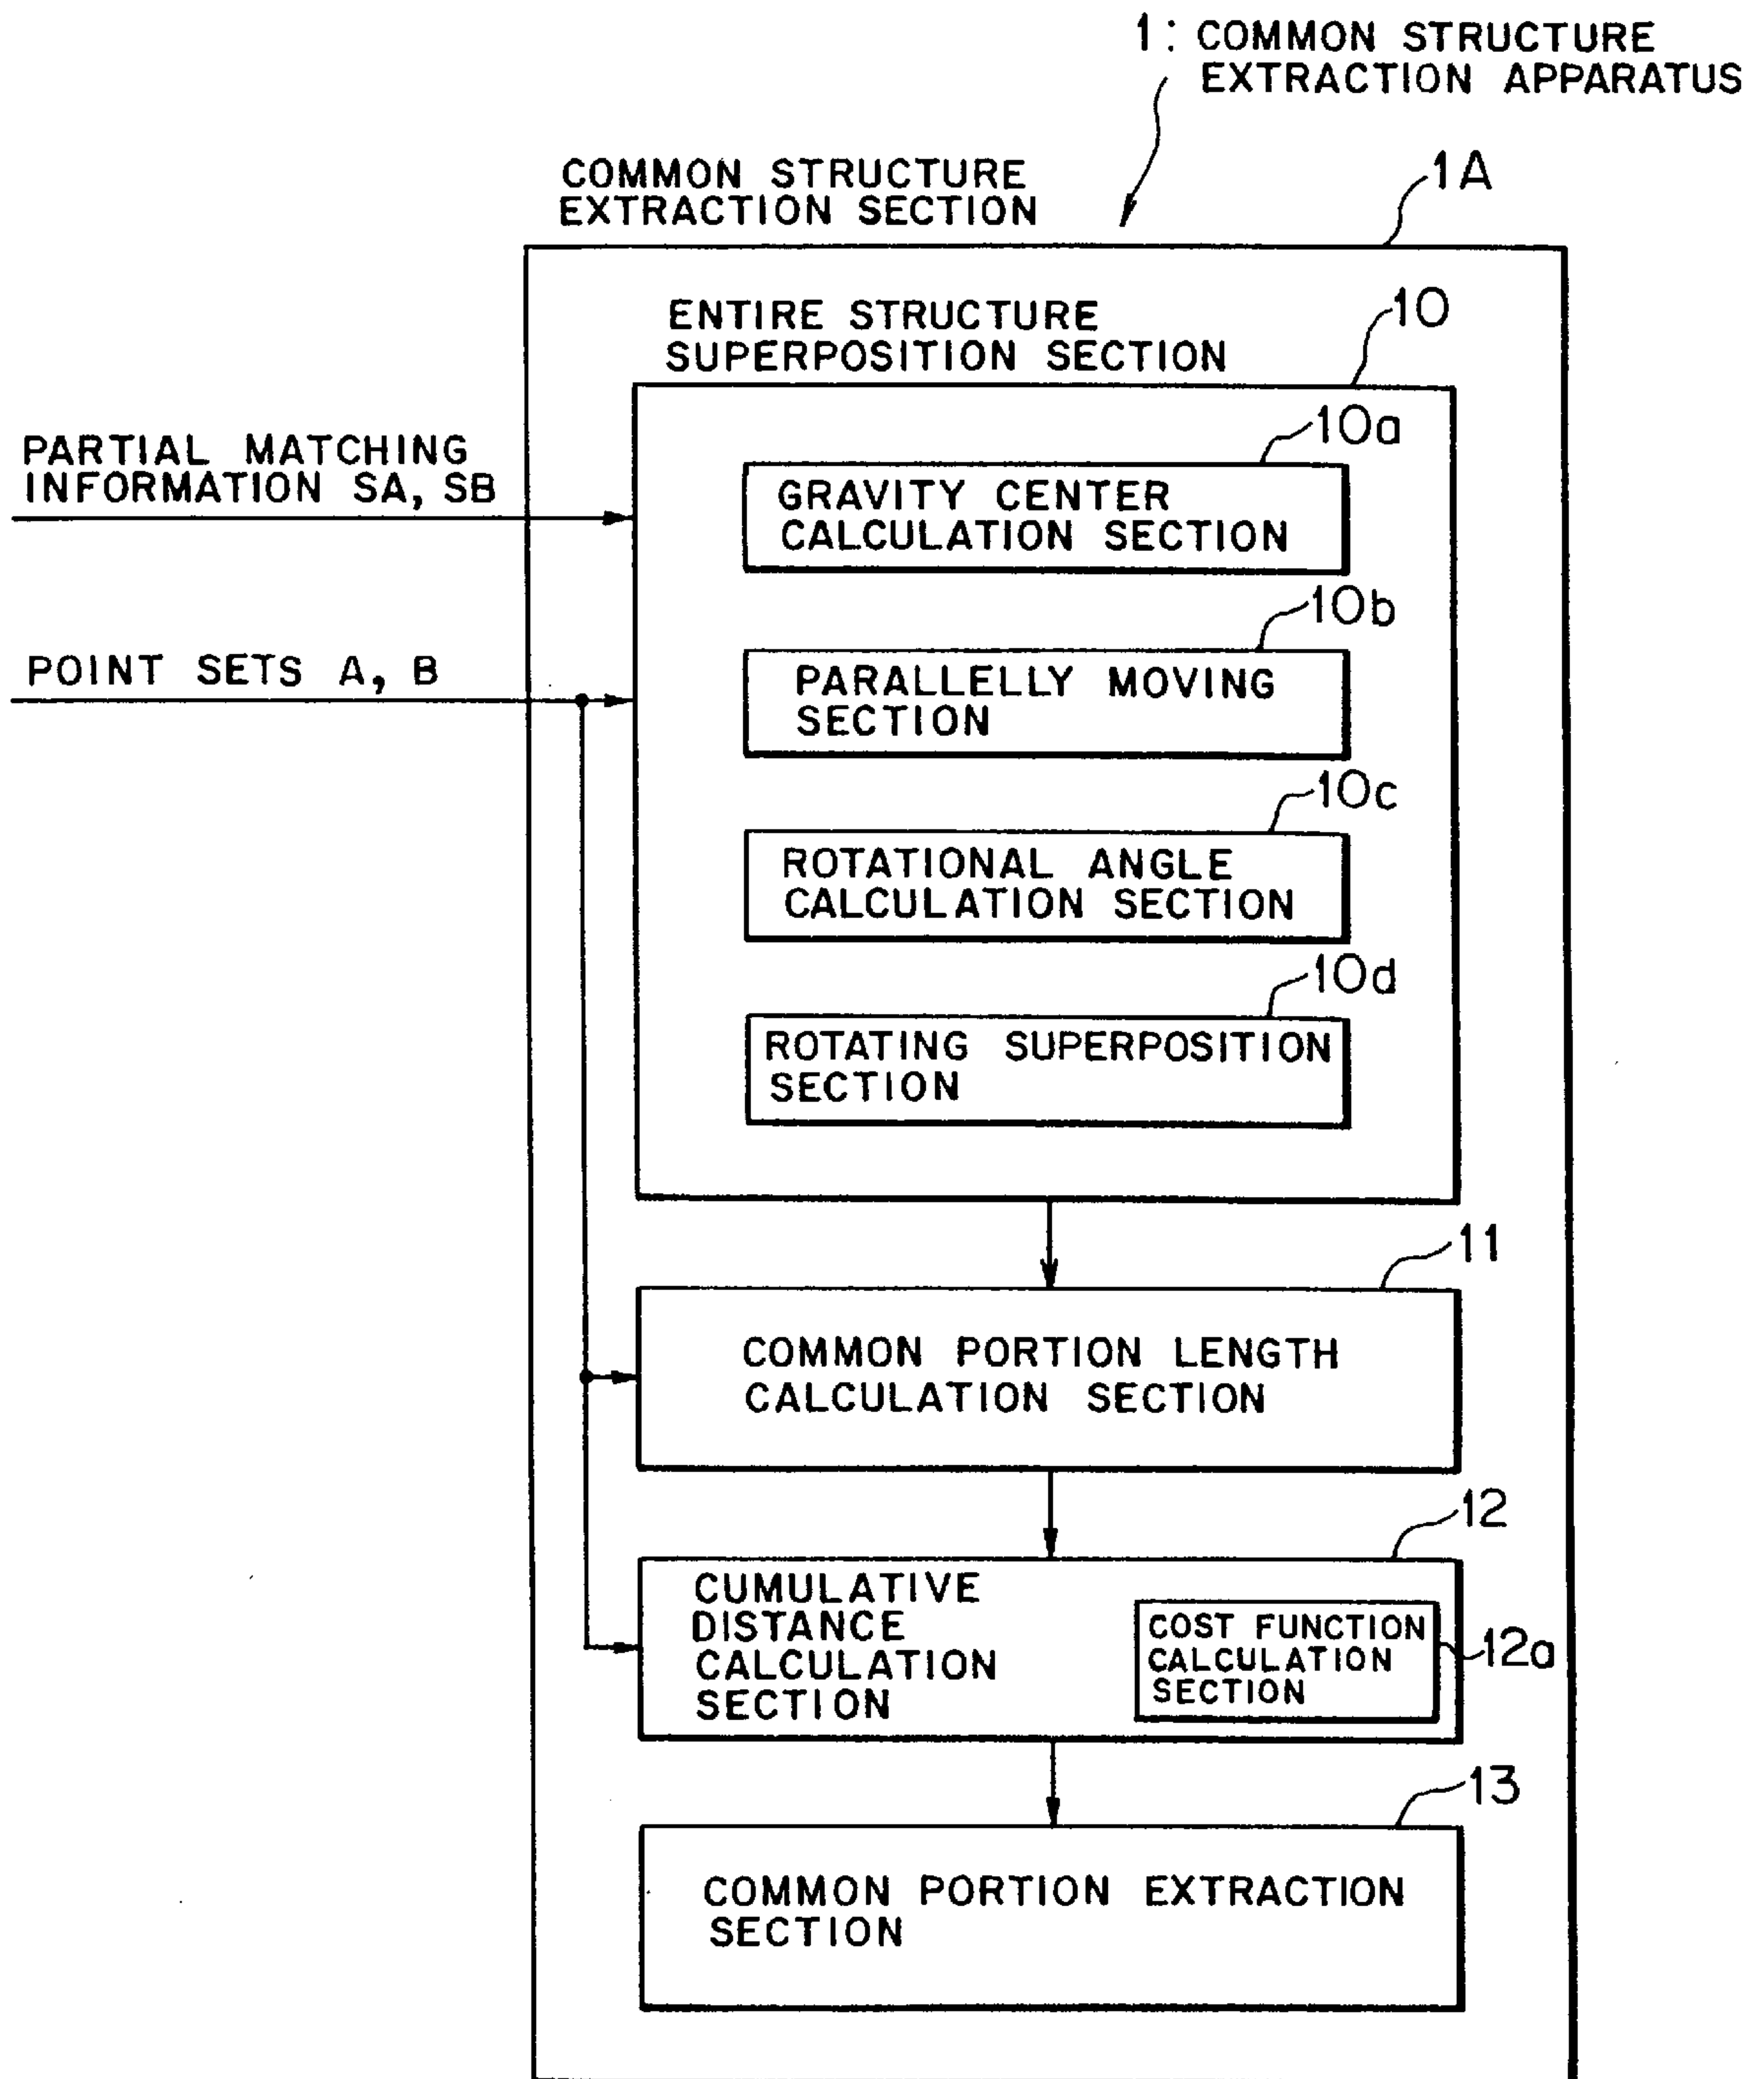 1: COMMON STRUCTURE
EXTRACTION APPARATUS
COMMON STRUCTURE
EXTRACTION SECTION
1A
ENTIRE STRUCTURE
SUPERPOSITION SECTION
10
PARTIAL MATCHING
INFORMATION SA, SB
10a
GRAVITY CENTER
CALCULATION SECTION
10b
POINT SETS A, B
PARALLELLY MOVING
SECTION
10c
ROTATIONAL ANGLE
CALCULATION SECTION
10d
ROTATING SUPERPOSITION
SECTION
11
COMMON PORTION LENGTH
CALCULATION SECTION
12
CUMULATIVE
DISTANCE
CALCULATION
SECTION
COST FUNCTION
CALCULATION
SECTION
12a
13
COMMON PORTION EXTRACTION
SECTION